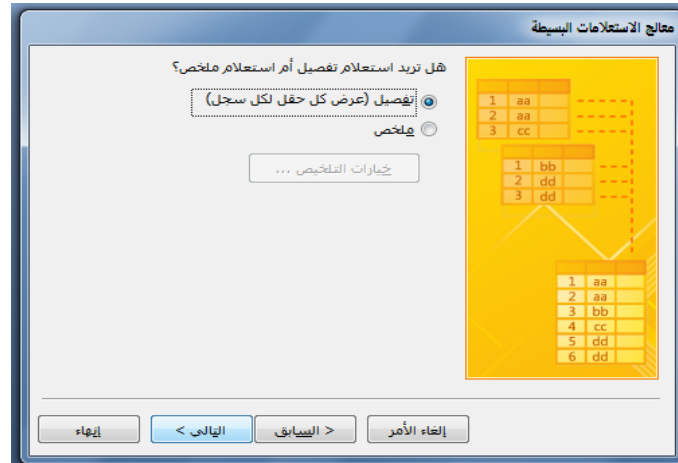 معالج الاستعلامات البسيطة
هل تريد استعلام تفصيل أم استعلام ملخص؟
تفصيل (عرض كل حقل لكل سجل)
ملخص
خيارات التلخيص ...
1 aa
2 aa
3 cc
1 bb
2 dd
3 dd
1 aa
2 aa
3 bb
4 cc
5 dd
6 dd
إلغاء الأمر
< السابق
التالي >
إنهاء